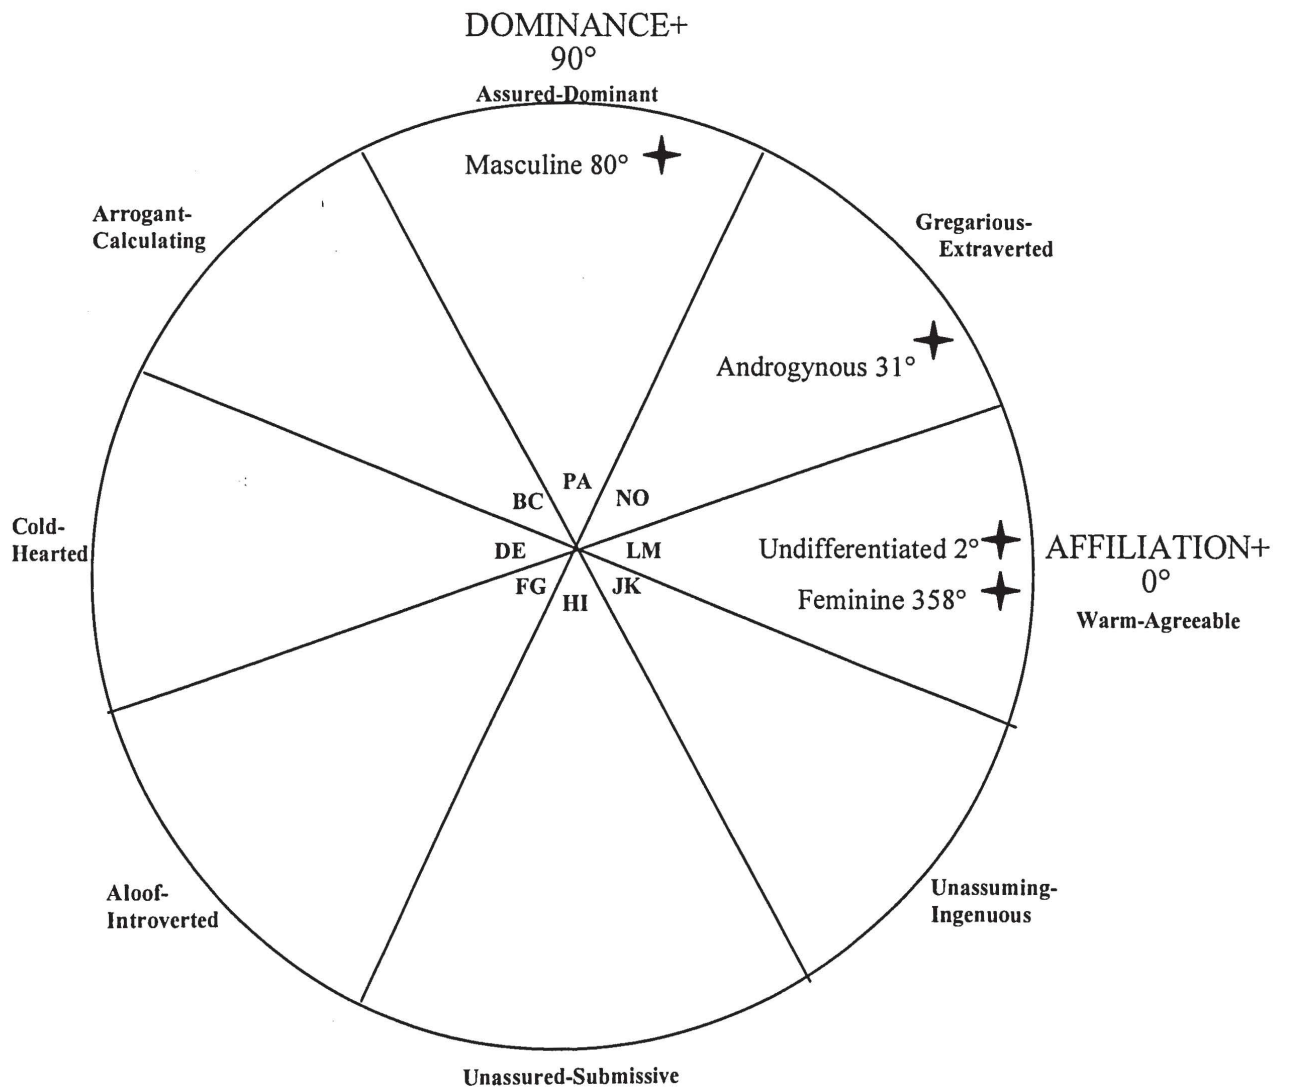 DOMINANCE+
90°
Assured-Dominant
Masculine 80°
Arrogant-
Calculating
Gregarious-
Extraverted
Androgynous 31°
PA
BC
NO
Cold-
Hearted
DE
LM
Undifferentiated 2°
AFFILIATION+
0°
FG
HI
JK
Feminine 358°
Warm-Agreeable
Aloof-
Introverted
Unassuming-
Ingenuous
Unassured-Submissive